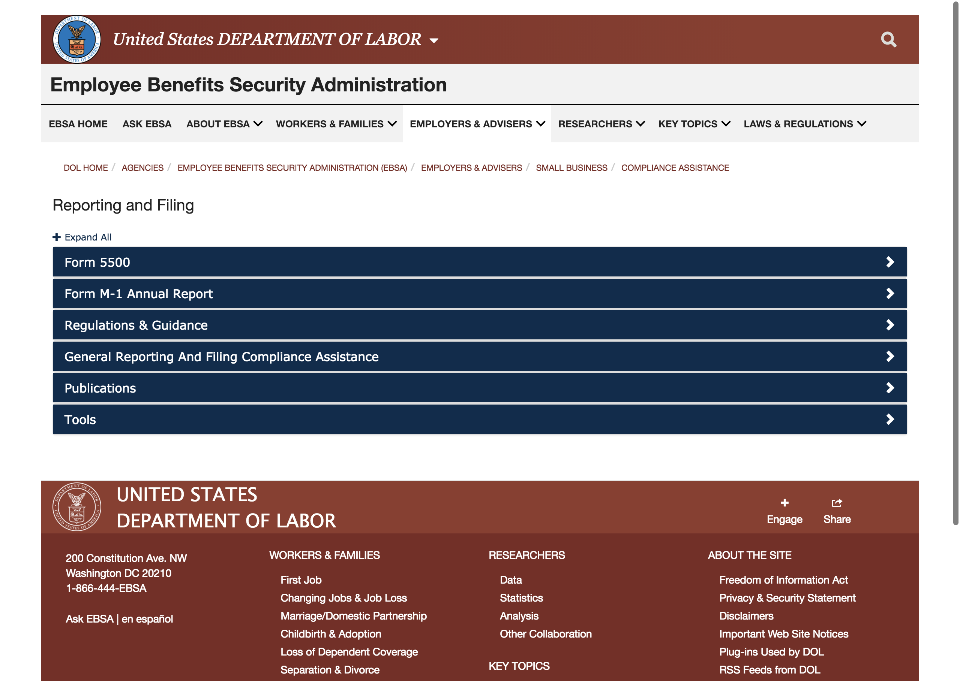 United States DEPARTMENT OF LABOR
Employee Benefits Security Administration
EBSA HOME ASK EBSA ABOUT EBSA WORKERS & FAMILIES EMPLOYERS & ADVISERS RESEARCHERS KEY TOPICS LAWS & REGULATIONS
DOL HOME / AGENCIES / EMPLOYEE BENEFITS SECURITY ADMINISTRATION (EBSA) / EMPLOYERS & ADVISERS / SMALL BUSINESS / COMPLIANCE ASSISTANCE
Reporting and Filing
+ Expand All
Form 5500
Form M-1 Annual Report
Regulations & Guidance
General Reporting And Filing Compliance Assistance
Publications
Tools
UNITED STATES
DEPARTMENT OF LABOR
Engage Share
200 Constitution Ave. NW
Washington DC 20210
1-866-444-EBSA
Ask EBSA | en español
WORKERS & FAMILIES
First Job
Changing Jobs & Job Loss
Marriage/Domestic Partnership
Childbirth & Adoption
Loss of Dependent Coverage
Separation & Divorce
RESEARCHERS
Data
Statistics
Analysis
Other Collaboration
KEY TOPICS
ABOUT THE SITE
Freedom of Information Act
Privacy & Security Statement
Disclaimers
Important Web Site Notices
Plug-ins Used by DOL
RSS Feeds from DOL